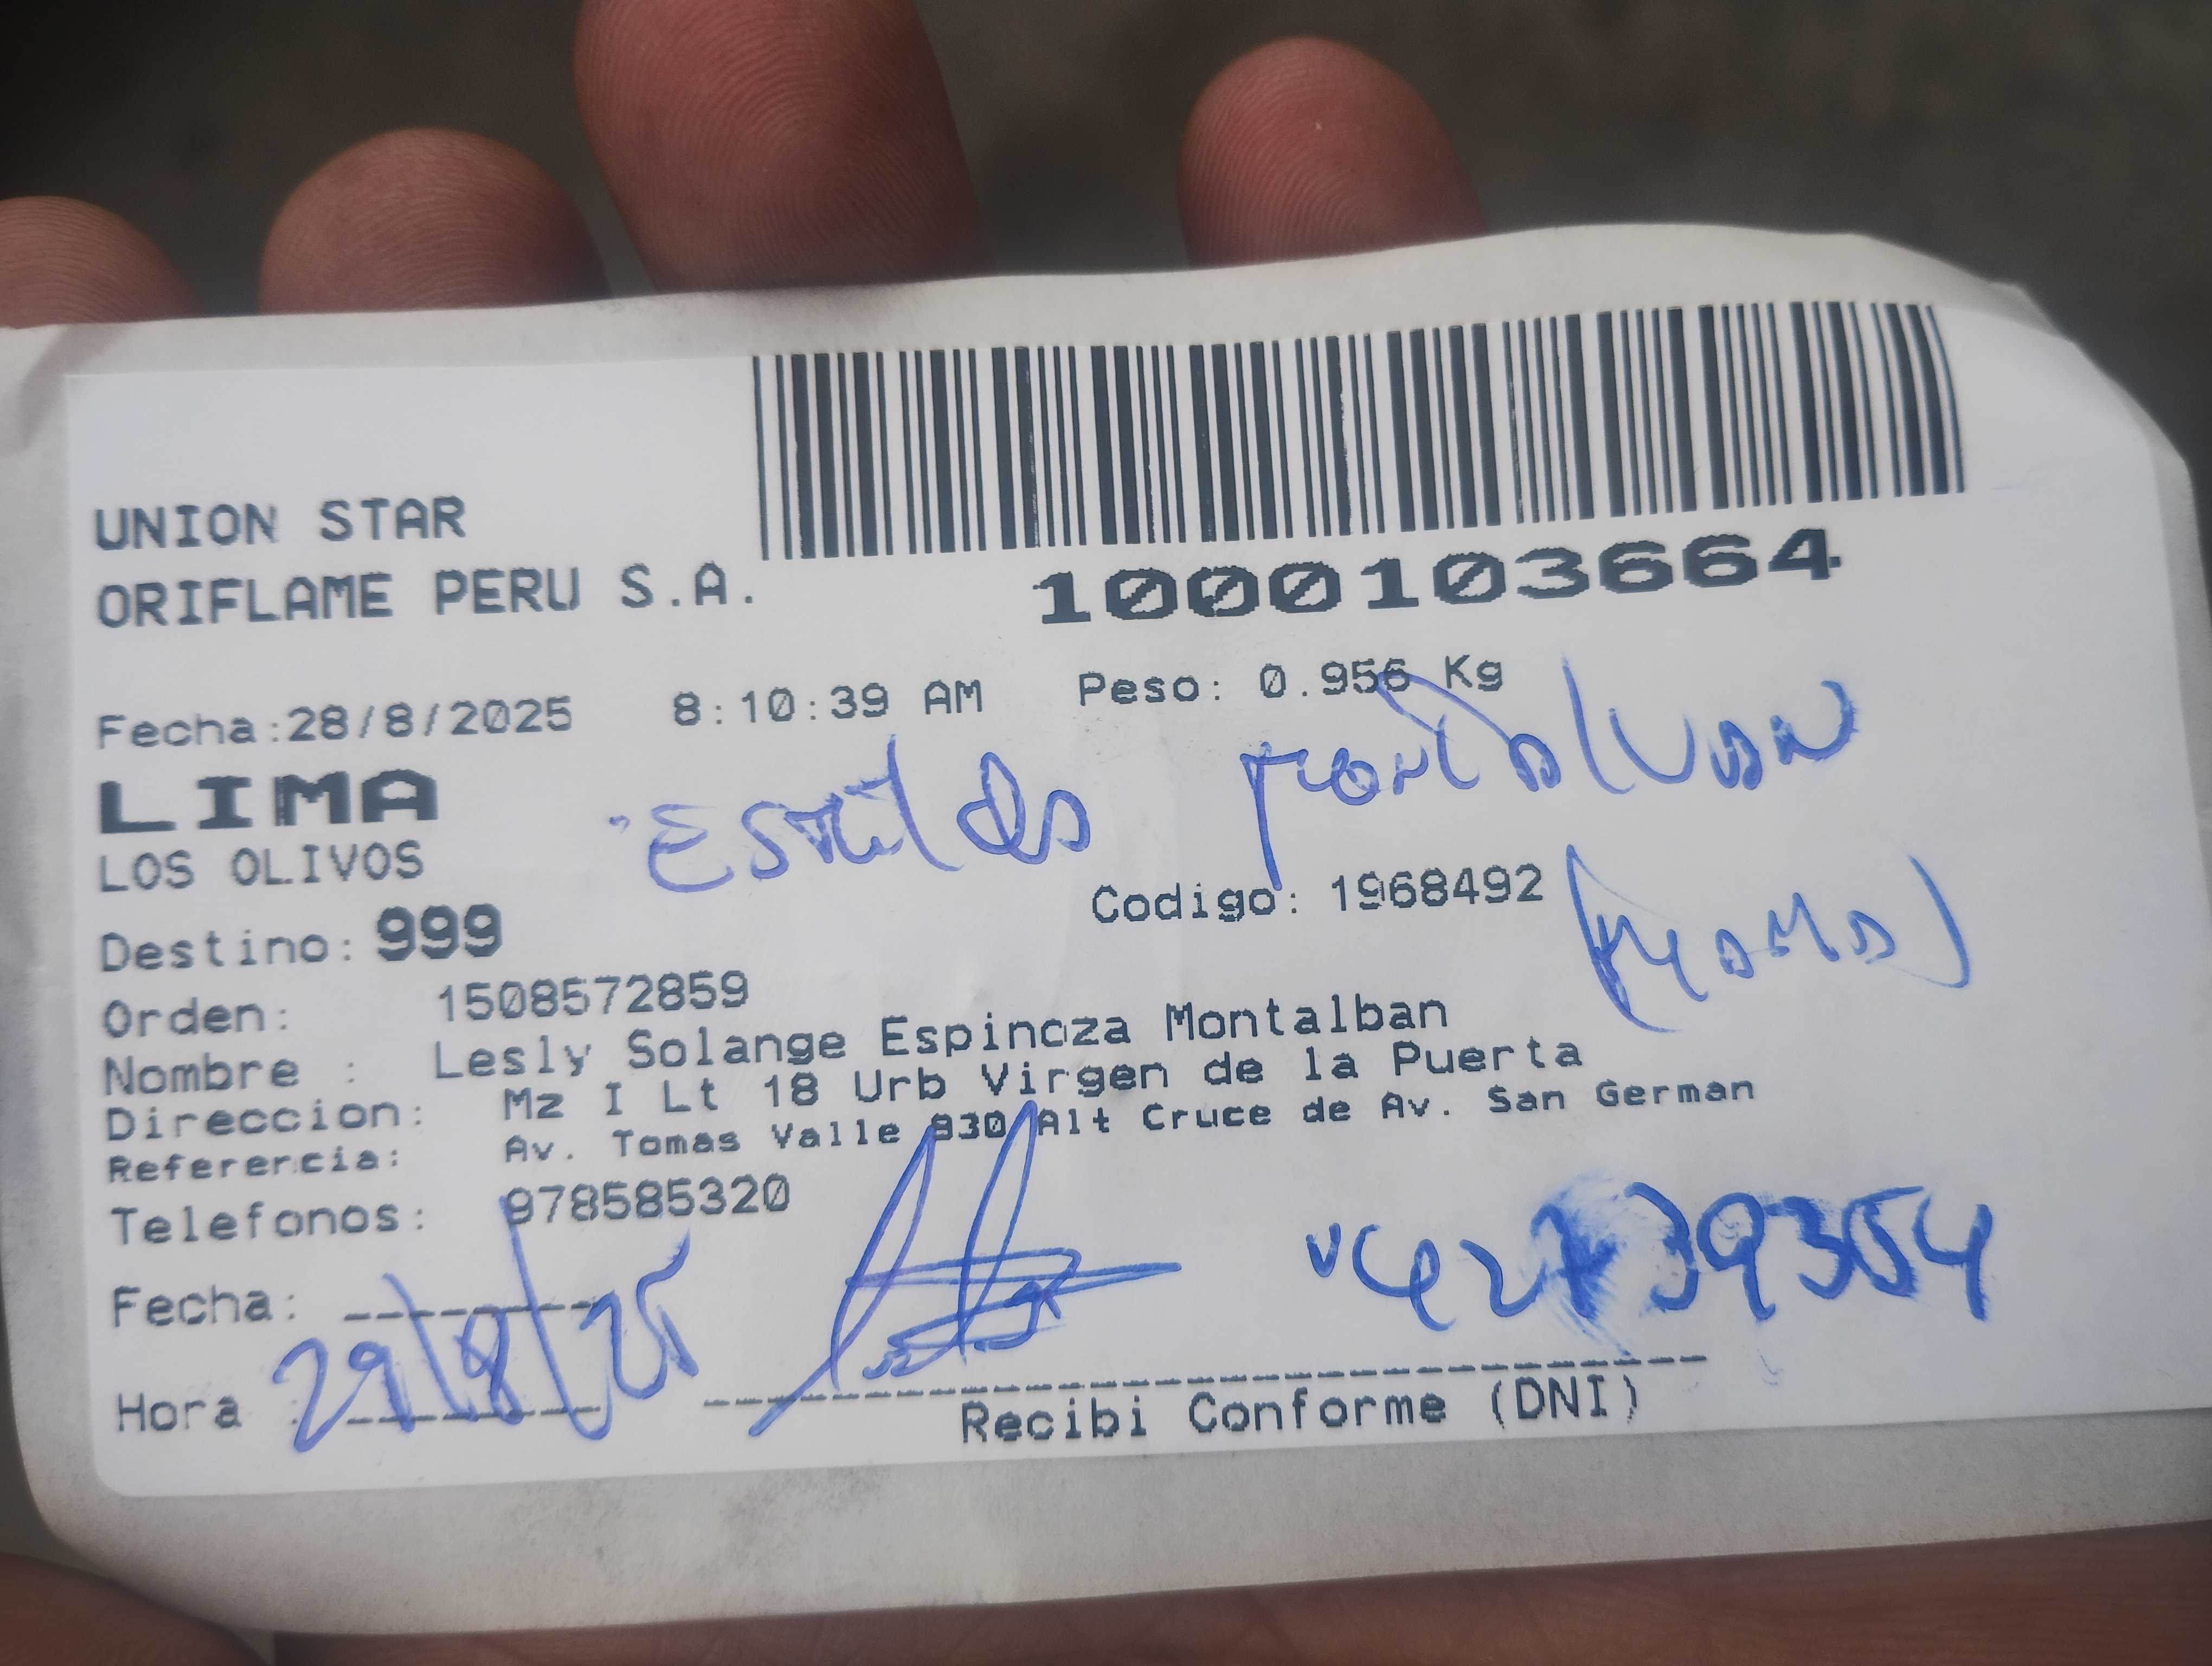 UNION STAR
ORIFLAME PERU S.A.
1000103664
Fecha:28/8/2025 8:10:39 AM Peso: 0.956 Kg
LIMA
LOS OLIVOS
Montalvan
(Mama)
Destino: 999 Codigo: 1968492
Orden: 1508572859
Nombre : Lesly Solange Espinoza Montalban
Direccion: Mz I Lt 18 Urb Virgen de la Puerta
Referencia: Av. Tomas Valle 930 Alt Cruce de Av. San German
Telefonos: 978585320
Fecha:
29/8/25
Hora :
Recibi Conforme (DNI)